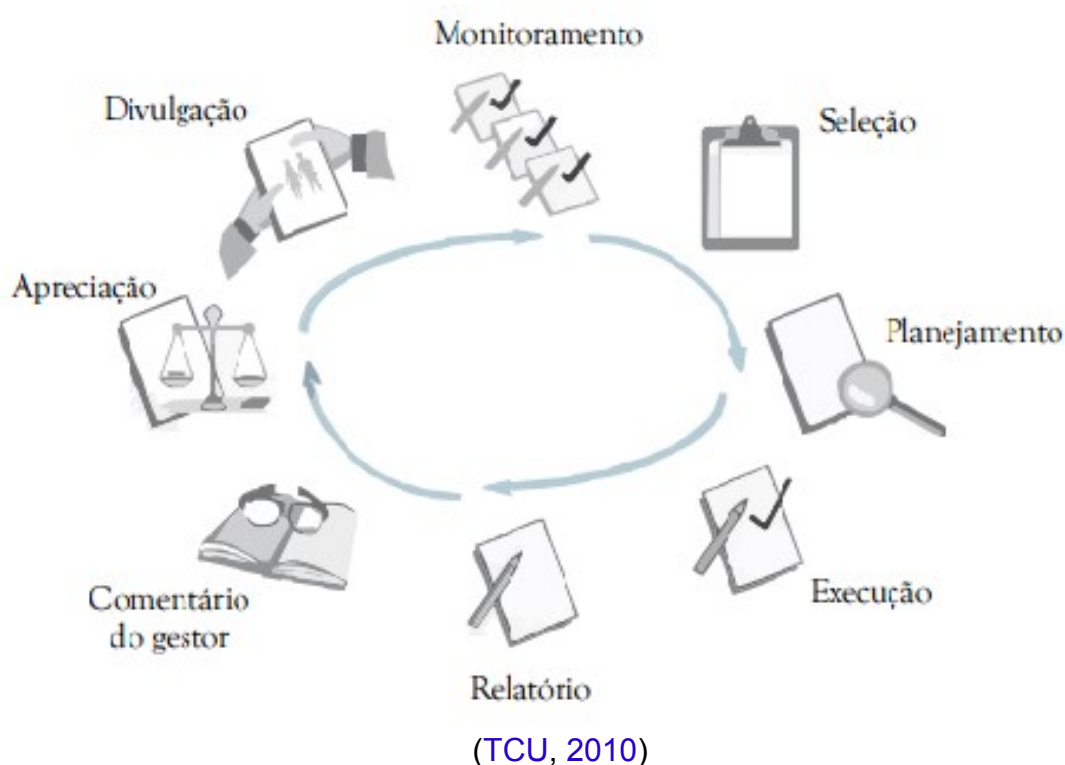 Monitoramento
Divulgação
Seleção
Apreciação
Planejamento
Comentário
do gestor
Execução
Relatório
(TCU, 2010)